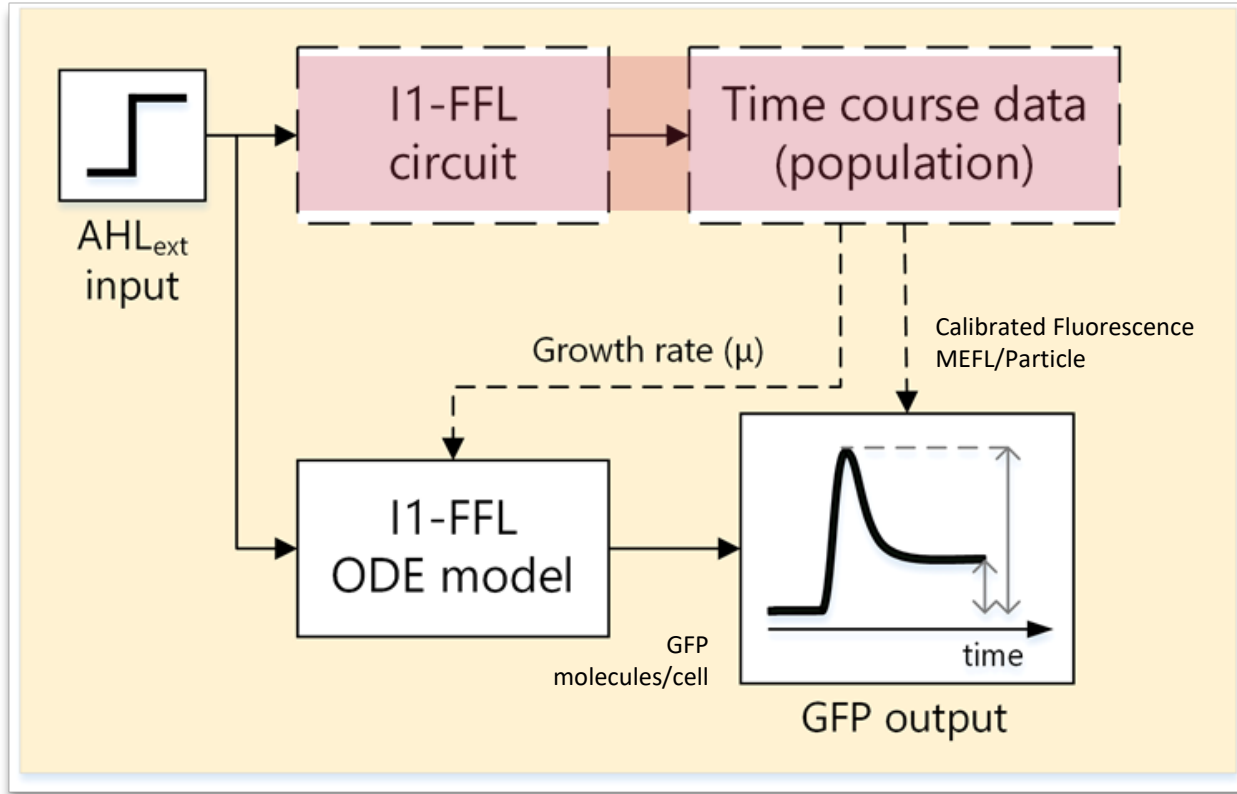 I1-FFL
circuit
Time course data
(population)
AHLext
input
Calibrated Fluorescence
MEFL/Particle
Growth rate (μ)
I1-FFL
ODE model
GFP
molecules/cell
time
GFP output